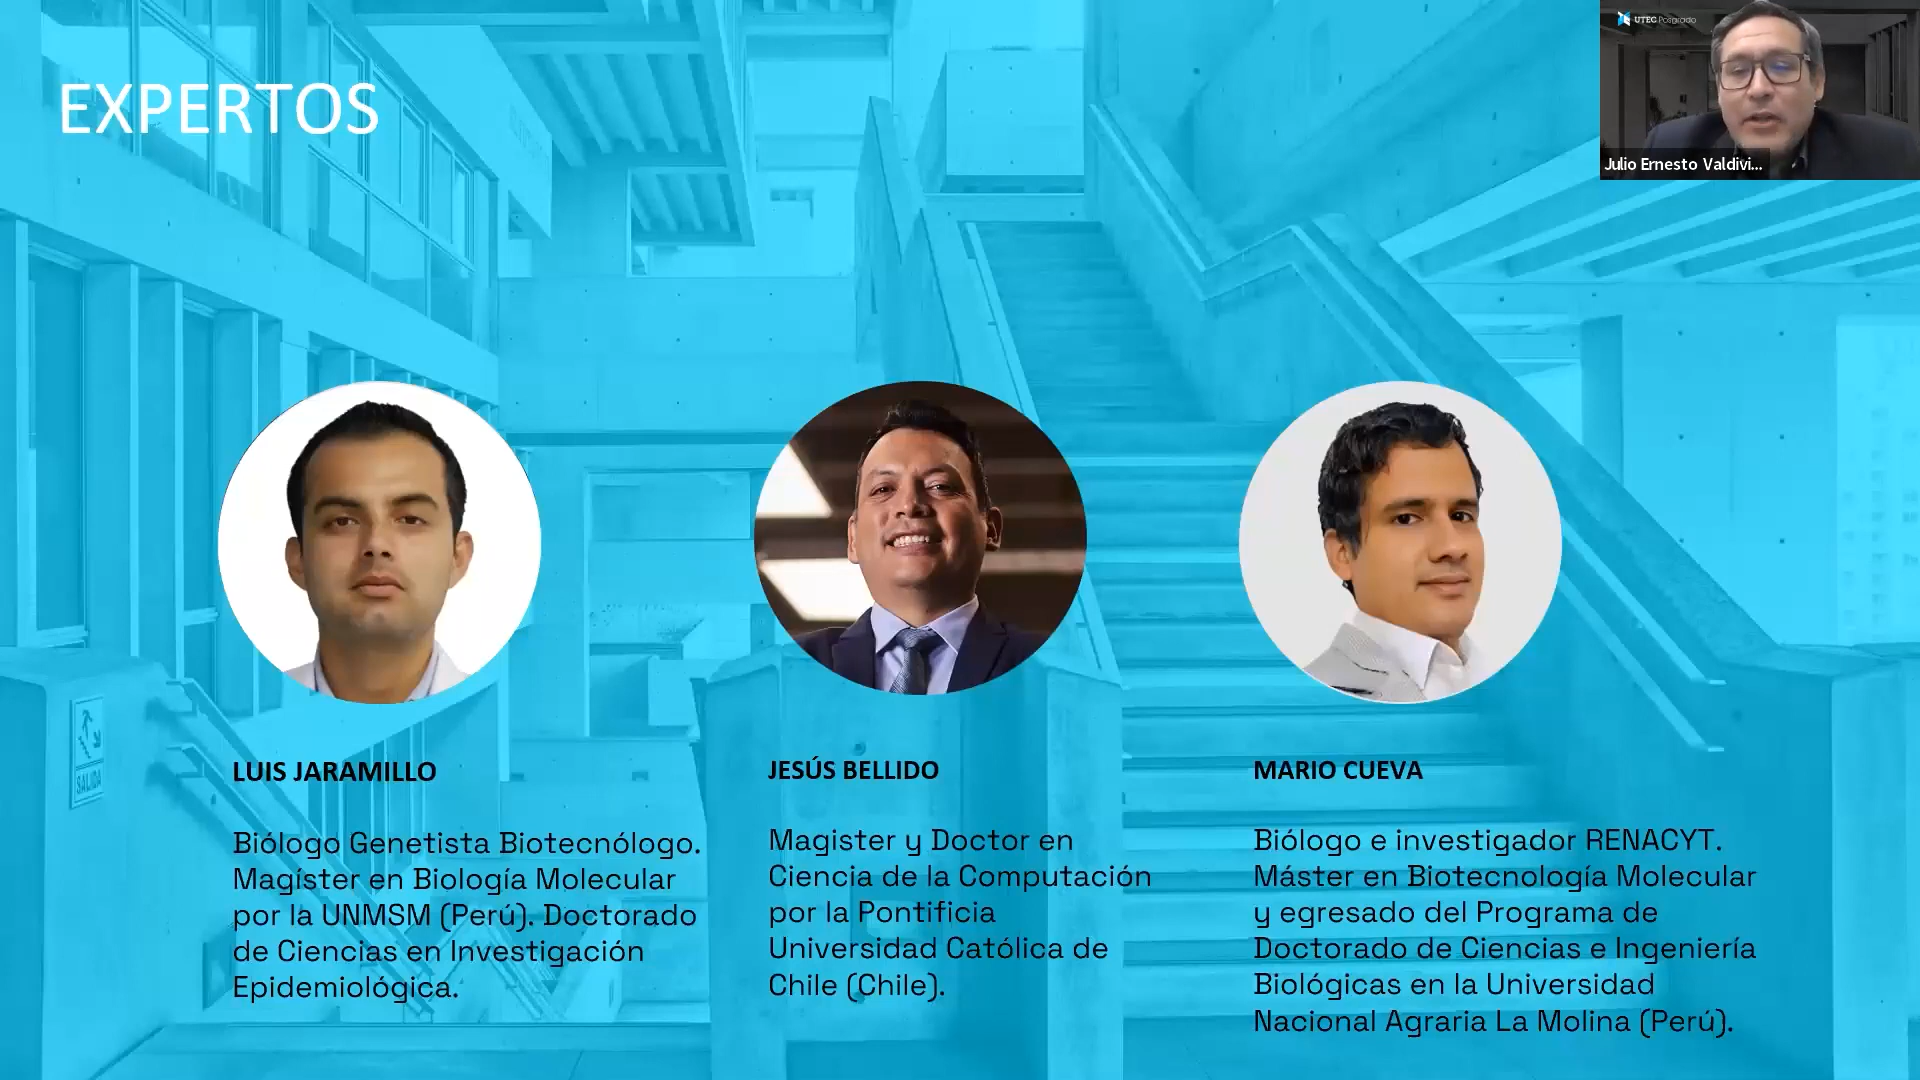 EXPERTOS
UTEC Posgrado
Julio Ernesto Valdivi...
SALIDA
LUIS JARAMILLO
Biólogo Genetista Biotecnólogo.
Magíster en Biología Molecular
por la UNMSM (Perú). Doctorado
de Ciencias en Investigación
Epidemiológica.
JESÚS BELLIDO
Magister y Doctor en
Ciencia de la Computación
por la Pontificia
Universidad Católica de
Chile (Chile).
MARIO CUEVA
Biólogo e investigador RENACYT.
Máster en Biotecnología Molecular
y egresado del Programa de
Doctorado de Ciencias e Ingeniería
Biológicas en la Universidad
Nacional Agraria La Molina (Perú).